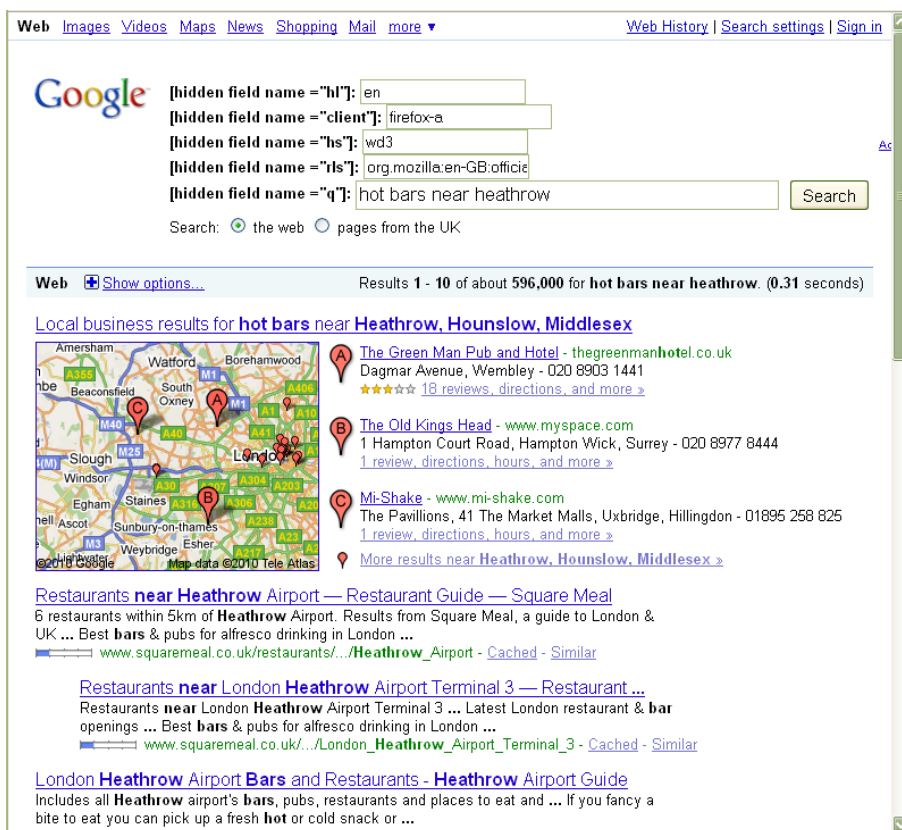 Web Images Videos Maps News Shopping Mail more ▼ Web History | Search settings | Sign in
Google
[hidden field name ="hl"]: en
[hidden field name ="client"]: firefox-a
[hidden field name ="hs"]: wd3
[hidden field name ="rls"]: org.mozilla:en-GB:officia
[hidden field name ="q"]: hot bars near heathrow Search
Search: the web pages from the UK
Web Show options... Results 1 - 10 of about 596,000 for hot bars near heathrow. (0.31 seconds)
Local business results for hot bars near Heathrow, Hounslow, Middlesex
Amersham
Watford
Borehamwood
M1
A355
A406
Beaconsfield
South
Oxney
C
A
M1
A1
A10
M40
A40
A41
M25
Slough
London
Windsor
A30
A304
A203
Egham
Staines
A316
B
A306
A238
Ascot
Sunbury-on-thames
A23
M3
Weybridge
Esher
A217
©2010 Google Map data ©2010 Tele Atlas
A The Green Man Pub and Hotel - thegreenmanhotel.co.uk
Dagmar Avenue, Wembley - 020 8903 1441
18 reviews, directions, and more »
B The Old Kings Head - www.myspace.com
1 Hampton Court Road, Hampton Wick, Surrey - 020 8977 8444
1 review, directions, hours, and more »
C Mi-Shake - www.mi-shake.com
The Pavillions, 41 The Market Malls, Uxbridge, Hillingdon - 01895 258 825
1 review, directions, hours, and more »
More results near Heathrow, Hounslow, Middlesex »
Restaurants near Heathrow Airport — Restaurant Guide — Square Meal
6 restaurants within 5km of Heathrow Airport. Results from Square Meal, a guide to London &
UK ... Best bars & pubs for alfresco drinking in London ...
www.squaremeal.co.uk/restaurants/.../Heathrow_Airport - Cached - Similar
Restaurants near London Heathrow Airport Terminal 3 — Restaurant ...
Restaurants near London Heathrow Airport Terminal 3 ... Latest London restaurant & bar
openings ... Best bars & pubs for alfresco drinking in London ...
www.squaremeal.co.uk/.../London_Heathrow_Airport_Terminal_3 - Cached - Similar
London Heathrow Airport Bars and Restaurants - Heathrow Airport Guide
Includes all Heathrow airport's bars, pubs, restaurants and places to eat and ... If you fancy a
bite to eat you can pick up a fresh hot or cold snack or ...